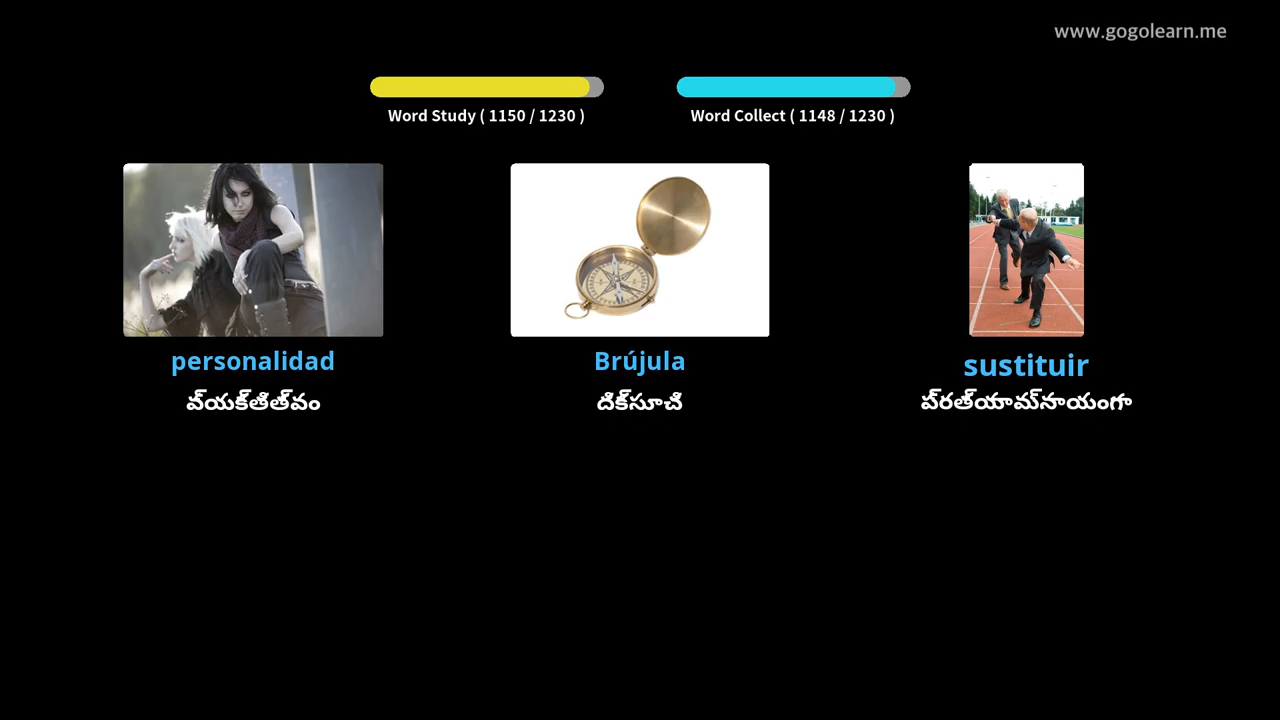 www.gogolearn.me
Word Study ( 1150 / 1230 )
Word Collect ( 1148 / 1230 )
personalidad
Brújula
sustituir
వ్యక్తిత్వం
దిక్సూచి
ప్రత్యామ్నాయంగా